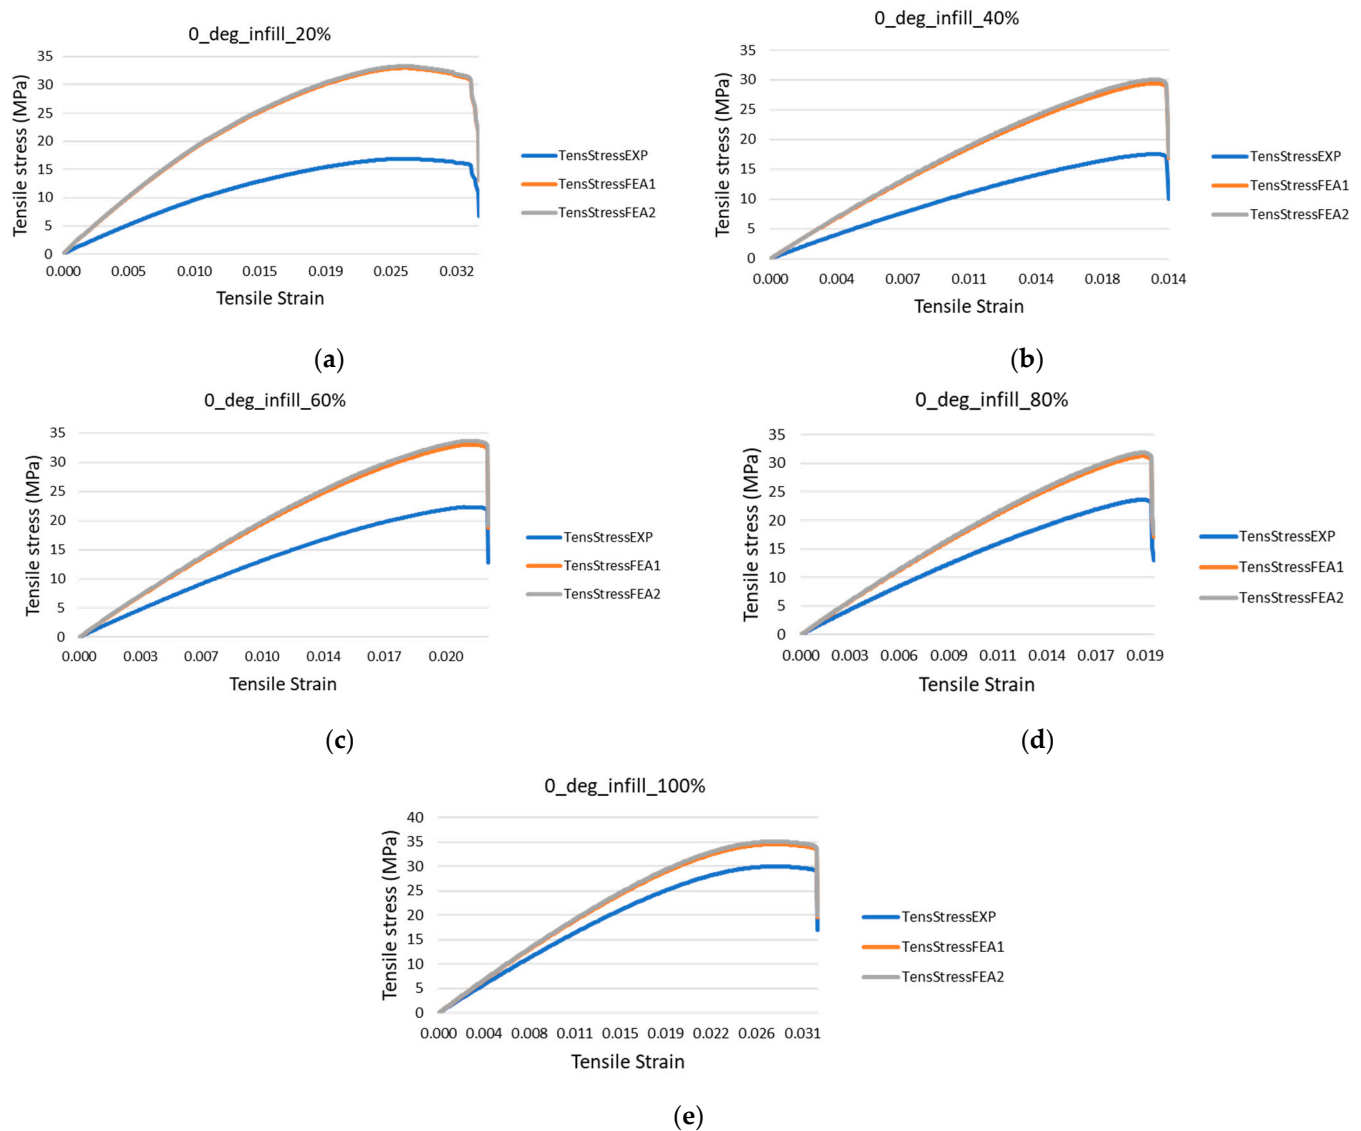 0_deg_infill_20%
Tensile stress (MPa)
35
30
25
20
15
10
5
0
0.000 0.005 0.010 0.015 0.019 0.025 0.032
Tensile Strain
TensStressEXP
TensStressFEA1
TensStressFEA2
(a)
0_deg_infill_40%
Tensile stress (MPa)
35
30
25
20
15
10
5
0
0.000 0.004 0.007 0.011 0.014 0.018 0.014
Tensile Strain
TensStressEXP
TensStressFEA1
TensStressFEA2
(b)
0_deg_infill_60%
Tensile stress (MPa)
35
30
25
20
15
10
5
0
0.000 0.003 0.007 0.010 0.014 0.017 0.020
Tensile Strain
TensStressEXP
TensStressFEA1
TensStressFEA2
(c)
0_deg_infill_80%
Tensile stress (MPa)
35
30
25
20
15
10
5
0
0.000 0.003 0.006 0.009 0.011 0.014 0.017 0.019
Tensile Strain
TensStressEXP
TensStressFEA1
TensStressFEA2
(d)
0_deg_infill_100%
Tensile stress (MPa)
40
35
30
25
20
15
10
5
0
0.000 0.004 0.008 0.011 0.015 0.019 0.022 0.026 0.031
Tensile Strain
TensStressEXP
TensStressFEA1
TensStressFEA2
(e)